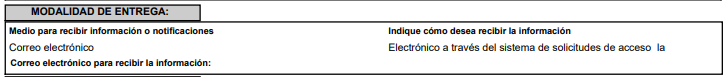 MODALIDAD DE ENTREGA:
Medio para recibir información o notificaciones Indique cómo desea recibir la información
Correo electrónico Electrónico a través del sistema de solicitudes de acceso la
Correo electrónico para recibir la información: